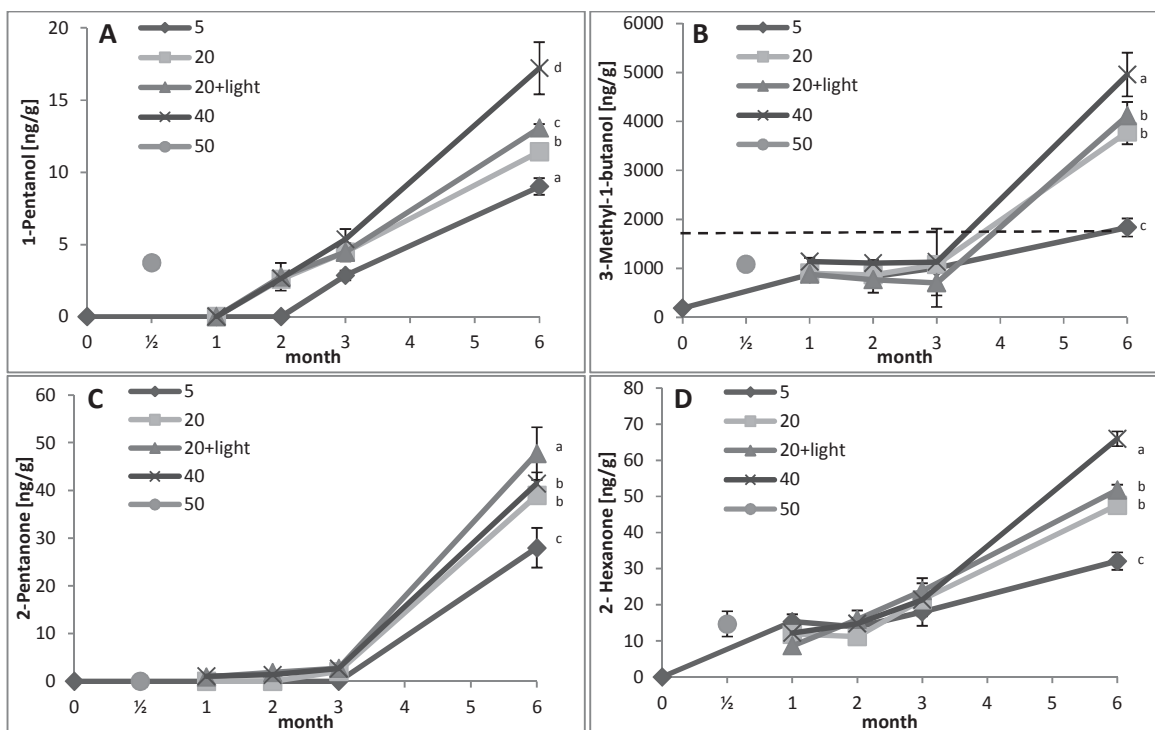 A
1-Pentanol [ng/g]
20
15
10
5
0
5
20
20+light
40
50
d
c
b
a
0 ½ 1 2 3 4 5 6
month
B
3-Methyl-1-butanol [ng/g]
6000
5000
4000
3000
2000
1000
0
5
20
20+light
40
50
a
b
b
c
0 ½ 1 2 3 4 5 6
month
C
2-Pentanone [ng/g]
60
50
40
30
20
10
0
5
20
20+light
40
50
a
b
b
c
0 ½ 1 2 3 4 5 6
month
D
2- Hexanone [ng/g]
80
70
60
50
40
30
20
10
0
5
20
20+light
40
50
a
b
b
c
0 ½ 1 2 3 4 5 6
month